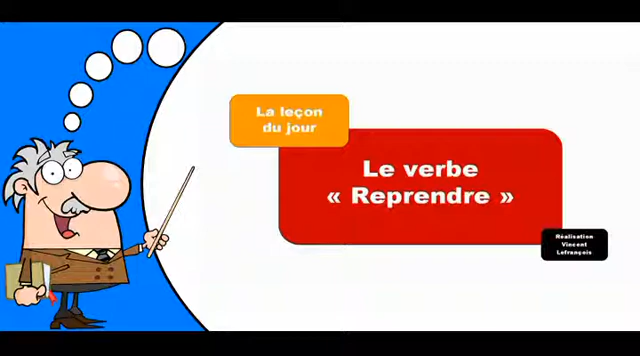 La leçon
du jour
Le verbe
« Reprendre »
Réalisation
Vincent
Lefrançois